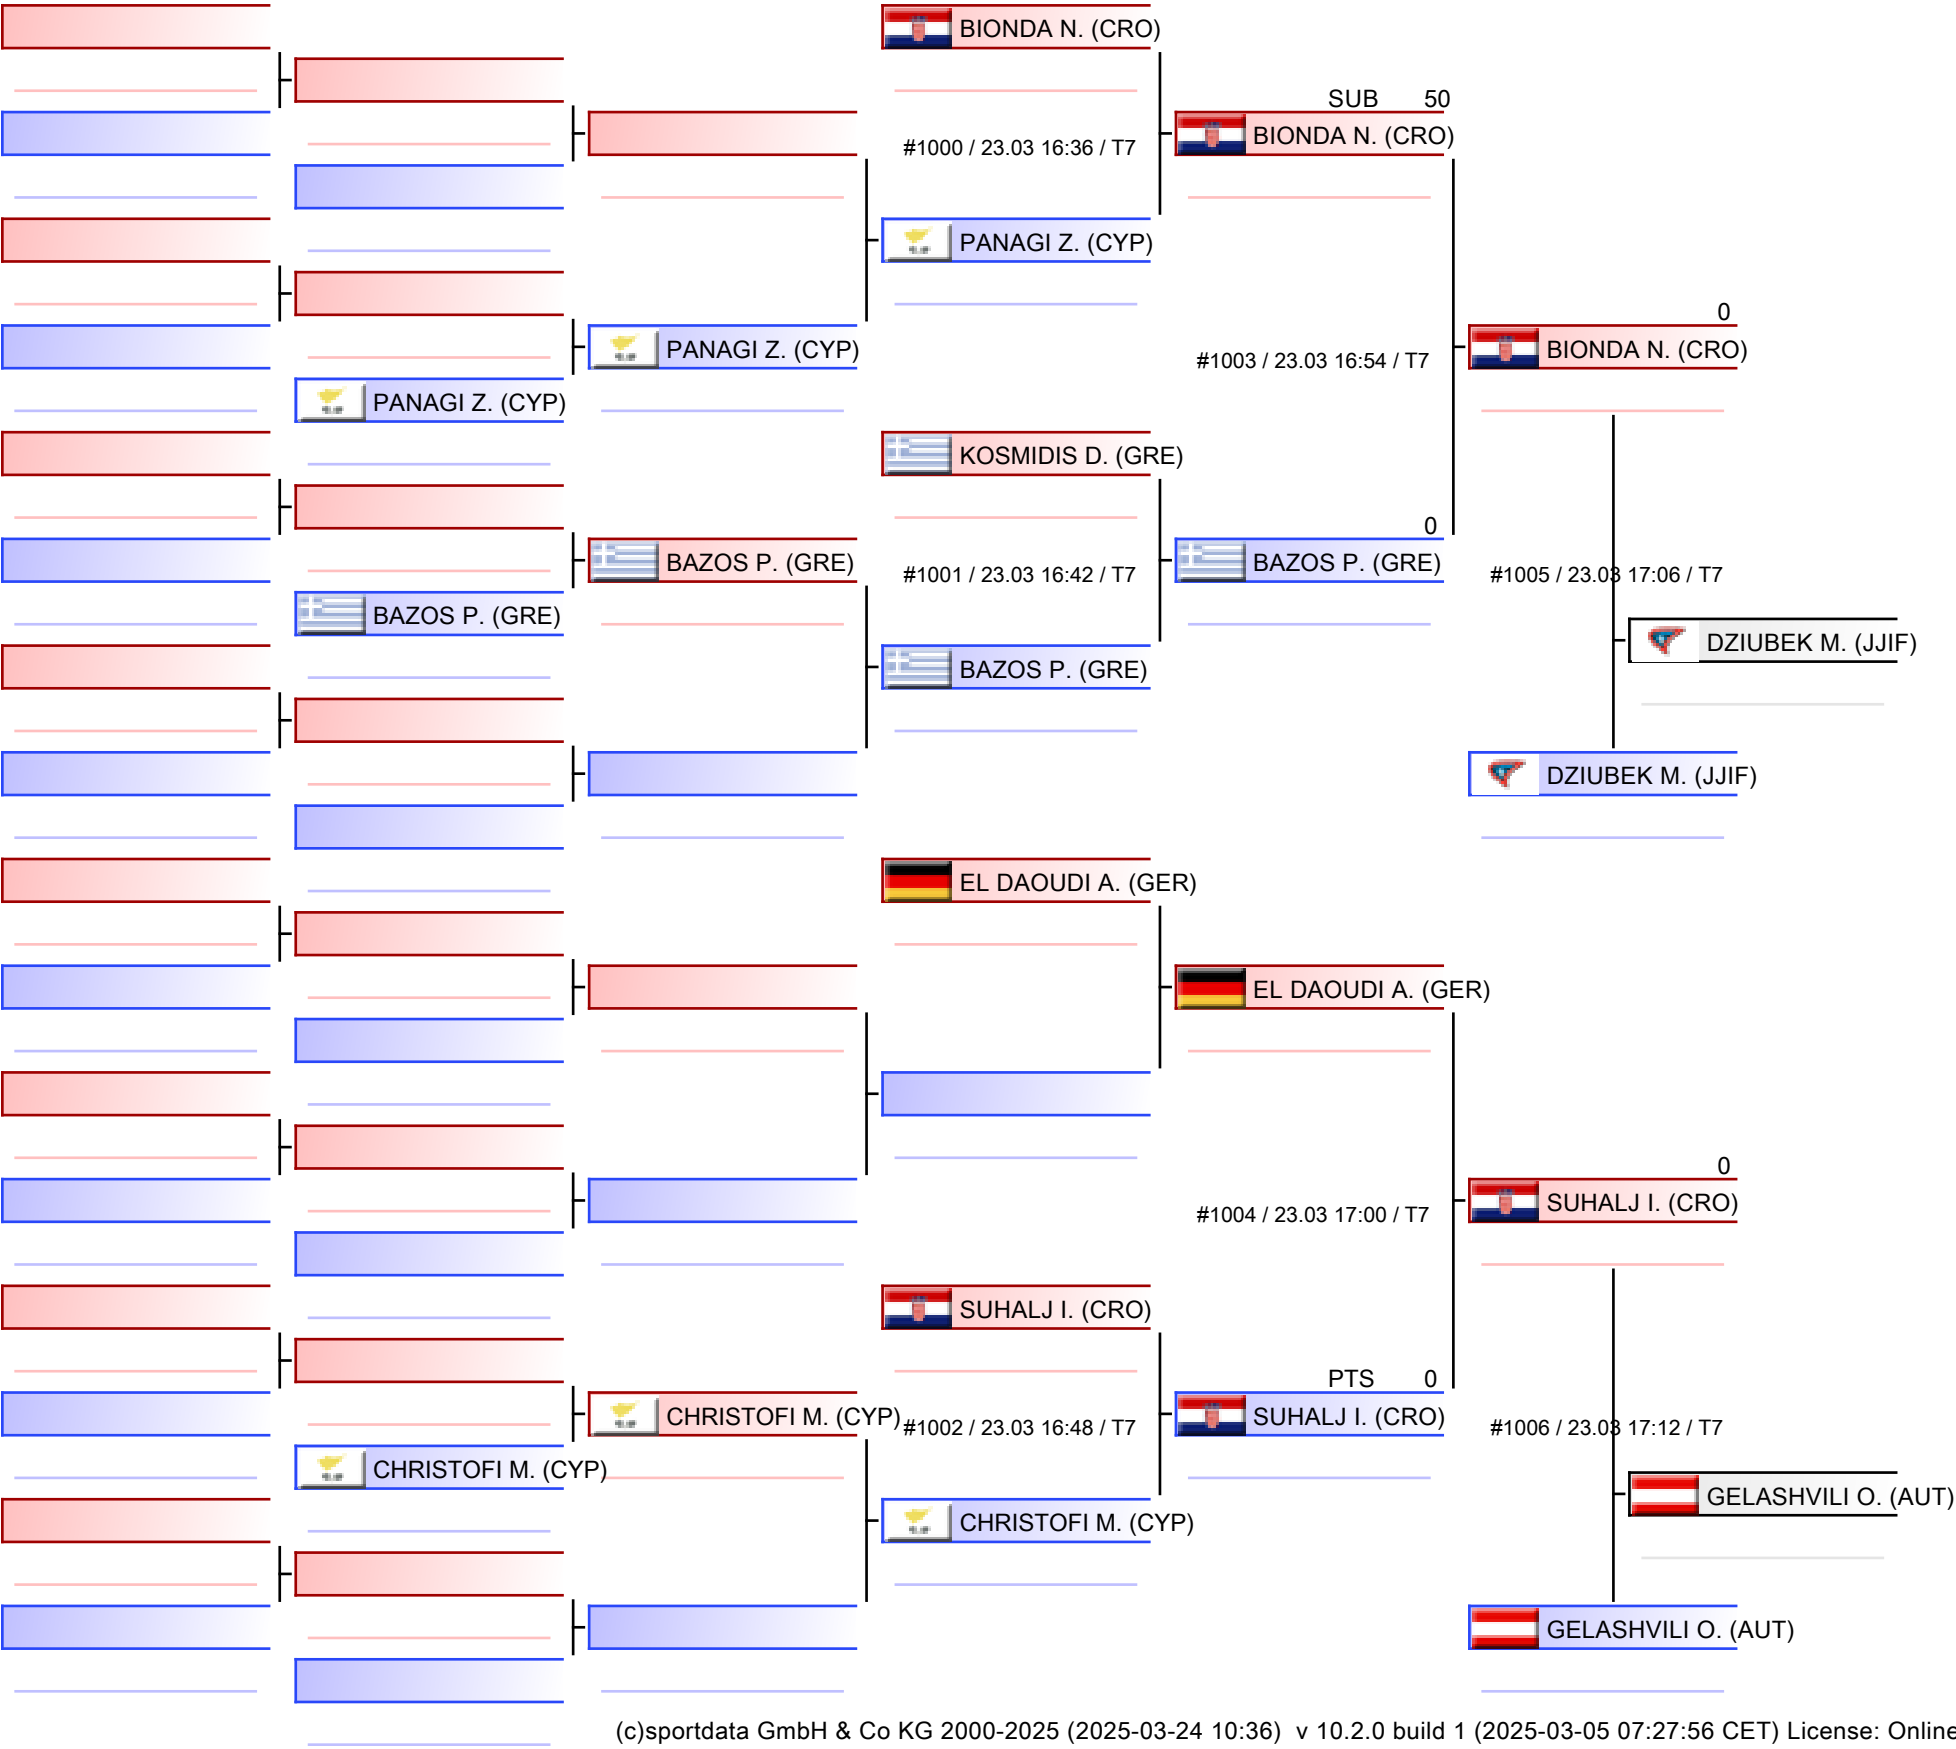 BIONDA N. (CRO)
SUB 50
#1000 / 23.03 16:36 / T7
BIONDA N. (CRO)
PANAGI Z. (CYP)
0
PANAGI Z. (CYP)
#1003 / 23.03 16:54 / T7
BIONDA N. (CRO)
PANAGI Z. (CYP)
KOSMIDIS D. (GRE)
0
BAZOS P. (GRE)
#1001 / 23.03 16:42 / T7
BAZOS P. (GRE)
#1005 / 23.03 17:06 / T7
BAZOS P. (GRE)
DZIUBEK M. (JJIF)
BAZOS P. (GRE)
DZIUBEK M. (JJIF)
EL DAOUDI A. (GER)
EL DAOUDI A. (GER)
0
#1004 / 23.03 17:00 / T7
SUHALJ I. (CRO)
SUHALJ I. (CRO)
PTS 0
CHRISTOFI M. (CYP)
#1002 / 23.03 16:48 / T7
SUHALJ I. (CRO)
#1006 / 23.03 17:12 / T7
CHRISTOFI M. (CYP)
GELASHVILI O. (AUT)
CHRISTOFI M. (CYP)
GELASHVILI O. (AUT)
(c)sportdata GmbH & Co KG 2000-2025 (2025-03-24 10:36) v 10.2.0 build 1 (2025-03-05 07:27:56 CET) License: Online